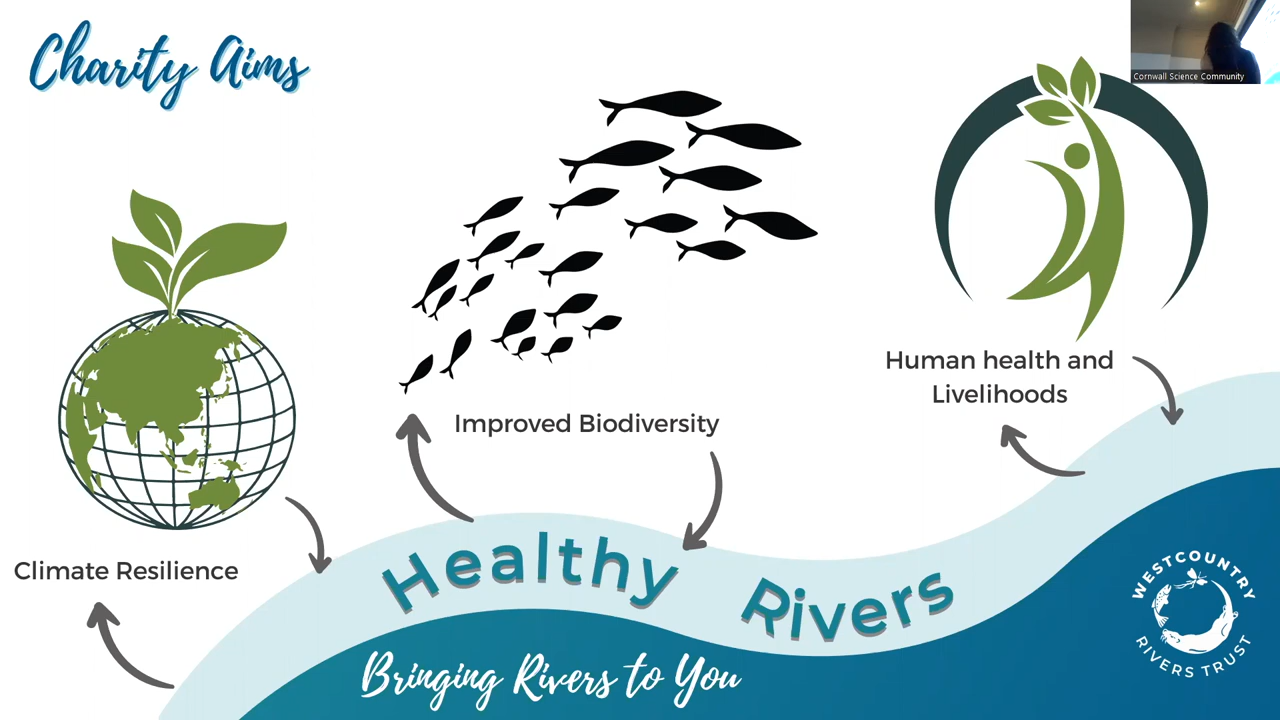 Charity Aims
Cornwall Science Community
Human health and
Livelihoods
Improved Biodiversity
Climate Resilience
Healthy Rivers
Bringing Rivers to You
WESTCOUNTRY
RIVERS TRUST